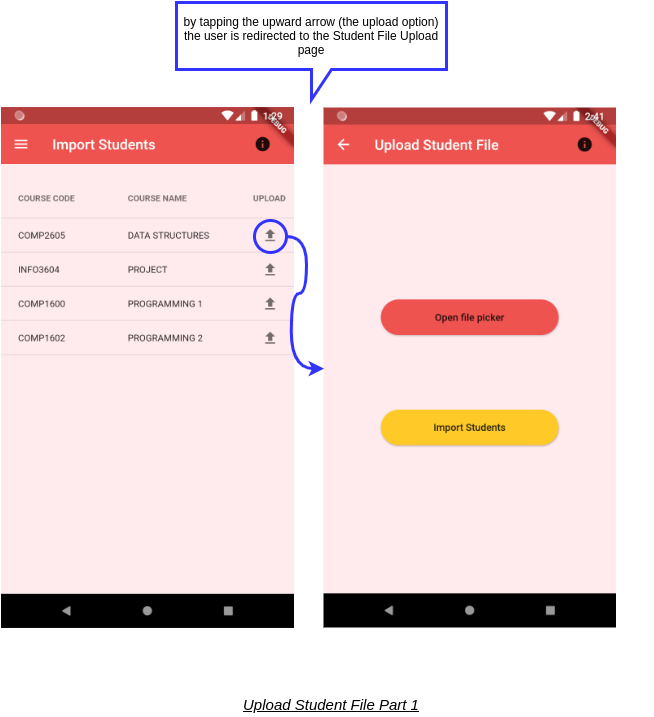 by tapping the upward arrow (the upload option)
the user is redirected to the Student File Upload
page
1:29
DEBUG
Import Students
COURSE CODE COURSE NAME UPLOAD
COMP2605 DATA STRUCTURES
INFO3604 PROJECT
COMP1600 PROGRAMMING 1
COMP1602 PROGRAMMING 2
2:41
DEBUG
Upload Student File
Open file picker
Import Students
Upload Student File Part 1